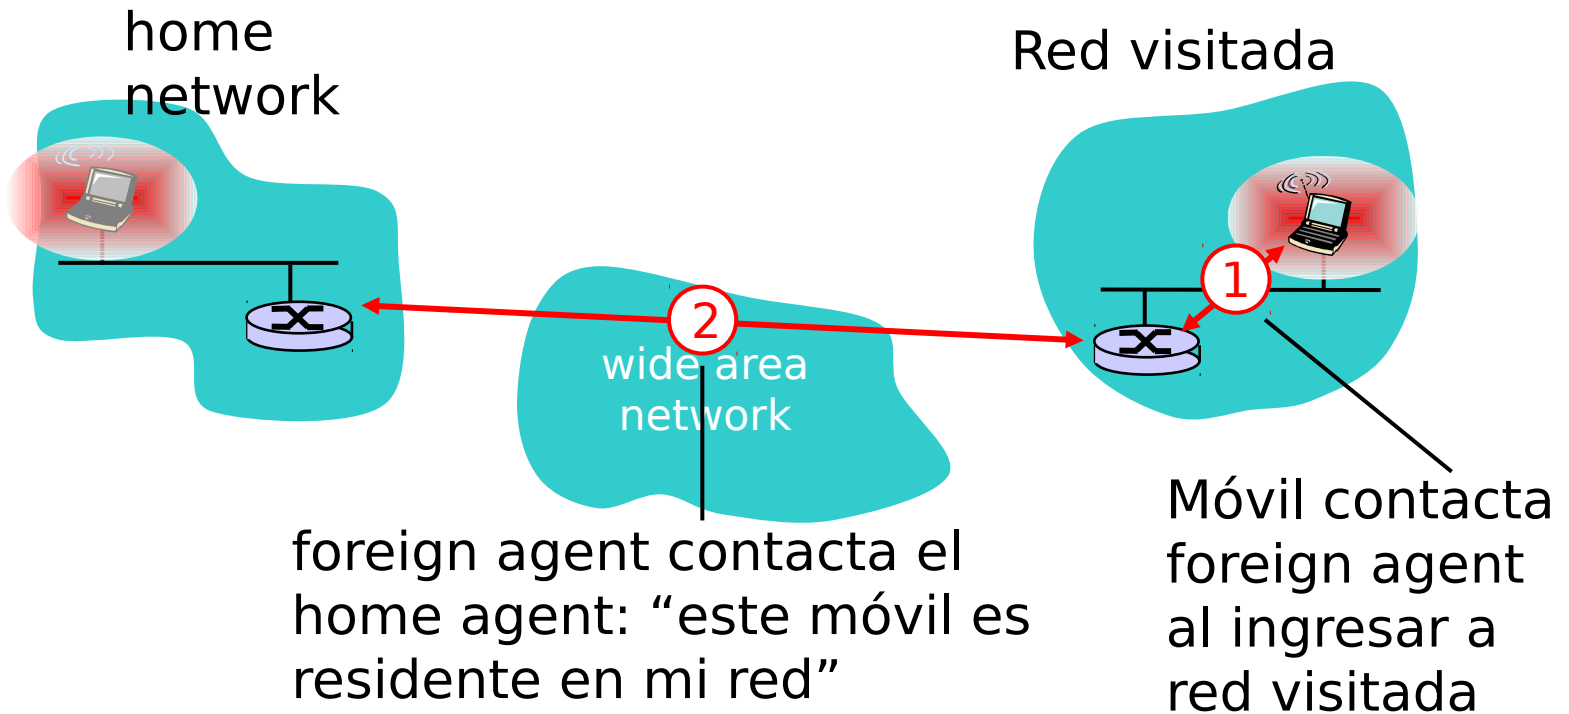 home
network
Red visitada
1
2
wide area
network
foreign agent contacta el
home agent: “este móvil es
residente en mi red”
Móvil contacta
foreign agent
al ingresar a
red visitada